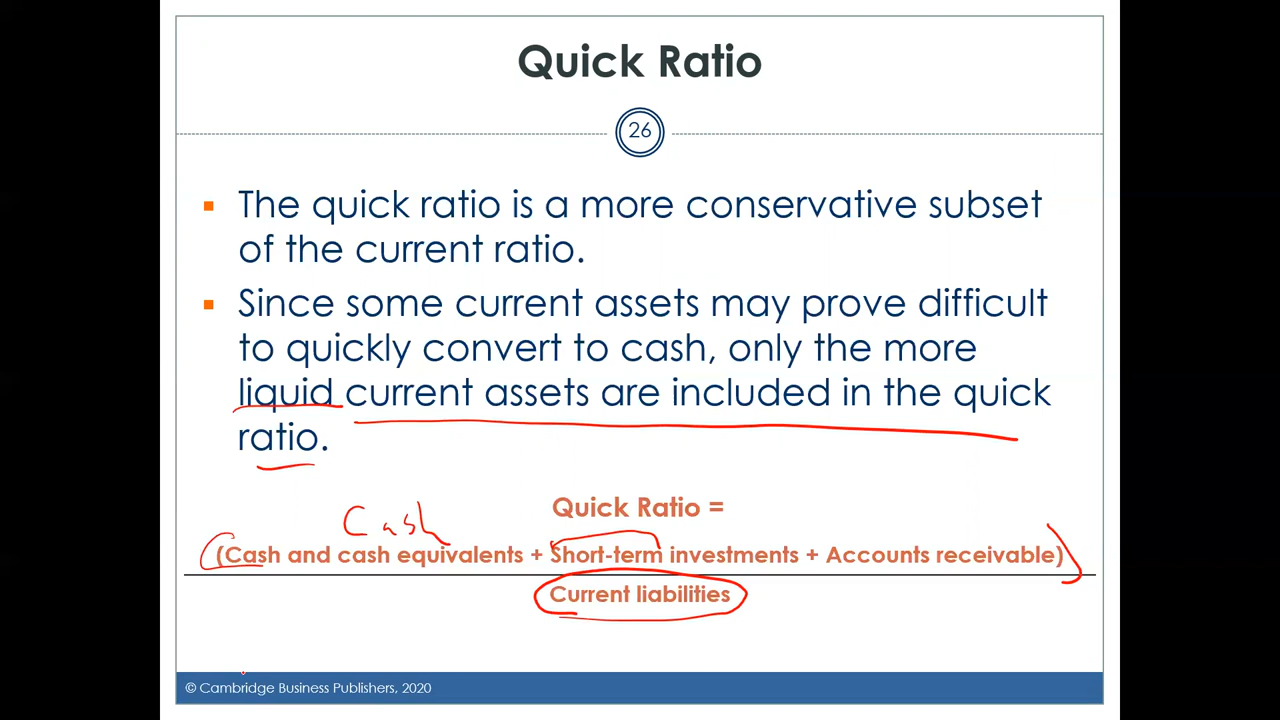 Quick Ratio
26
▪ The quick ratio is a more conservative subset
of the current ratio.
▪ Since some current assets may prove difficult
to quickly convert to cash, only the more
liquid current assets are included in the quick
ratio.
Quick Ratio =
Cash
(Cash and cash equivalents + Short-term investments + Accounts receivable)
Current liabilities
© Cambridge Business Publishers, 2020